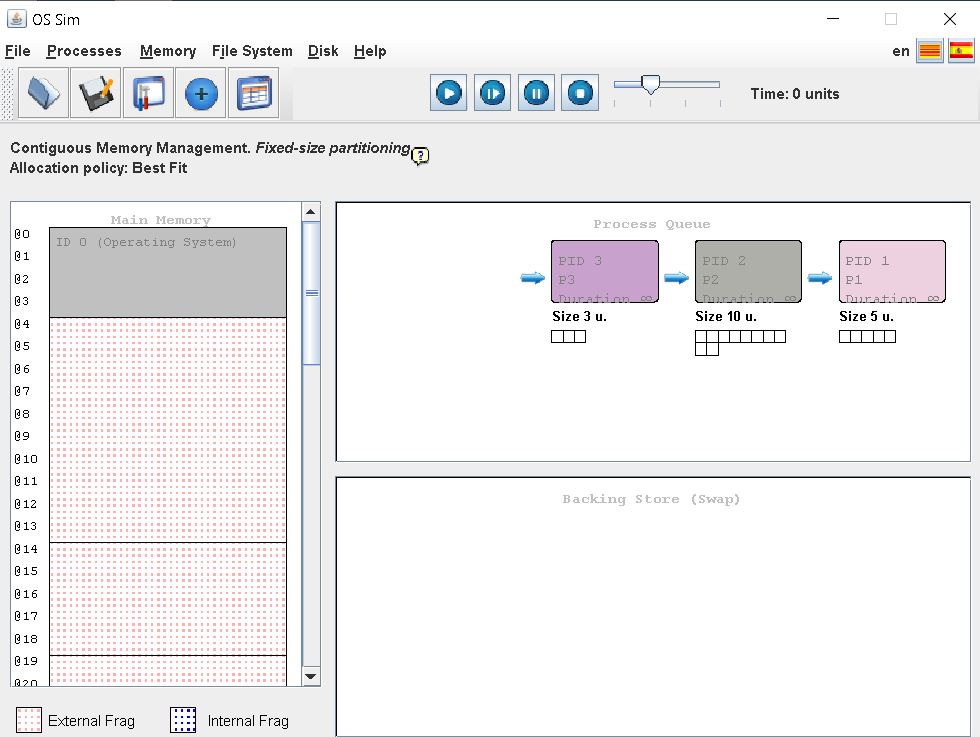 OS Sim
File Processes Memory File System Disk Help
en
Time: 0 units
Contiguous Memory Management. Fixed-size partitioning
?
Allocation policy: Best Fit
Main Memory
@0
ID 0 (Operating System)
@1
@2
@3
@4
@5
@6
@7
@8
@9
@10
@11
@12
@13
@14
@15
@16
@17
@18
@19
@20
External Frag
Internal Frag
Process Queue
PID 3
P3
Duration ∞
Size 3 u.
PID 2
P2
Duration ∞
Size 10 u.
PID 1
P1
Duration ∞
Size 5 u.
Backing Store (Swap)